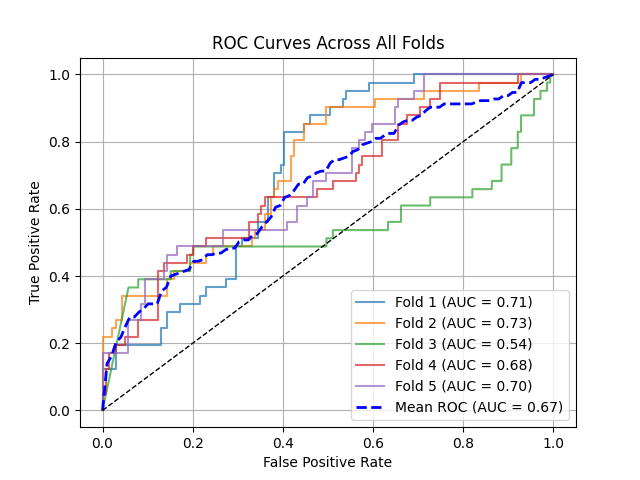 ROC Curves Across All Folds
True Positive Rate
1.0
0.8
0.6
0.4
0.2
0.0
Fold 1 (AUC = 0.71)
Fold 2 (AUC = 0.73)
Fold 3 (AUC = 0.54)
Fold 4 (AUC = 0.68)
Fold 5 (AUC = 0.70)
Mean ROC (AUC = 0.67)
0.0 0.2 0.4 0.6 0.8 1.0
False Positive Rate